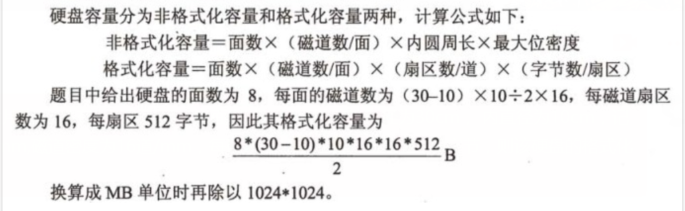 硬盘容量分为非格式化容量和格式化容量两种，计算公式如下：
非格式化容量＝面数×（磁道数/面）×内圆周长×最大位密度
格式化容量＝面数×（磁道数/面）×（扇区数/道）×（字节数/扇区）
题目中给出硬盘的面数为 8，每面的磁道数为（30–10）×10÷2×16，每磁道扇区
数为 16，每扇区 512 字节，因此其格式化容量为
8*(30－10)*10*16*16*512
2
B
换算成 MB 单位时再除以 1024*1024。